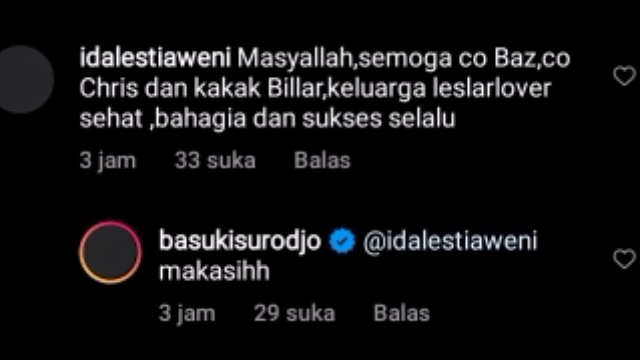 idalestiaweni Masyallah,semoga co Baz,co
Chris dan kakak Billar,keluarga leslarlover
sehat ,bahagia dan sukses selalu
3 jam 33 suka Balas
basukisurodjo @idalestiaweni
makasihh
3 jam 29 suka Balas